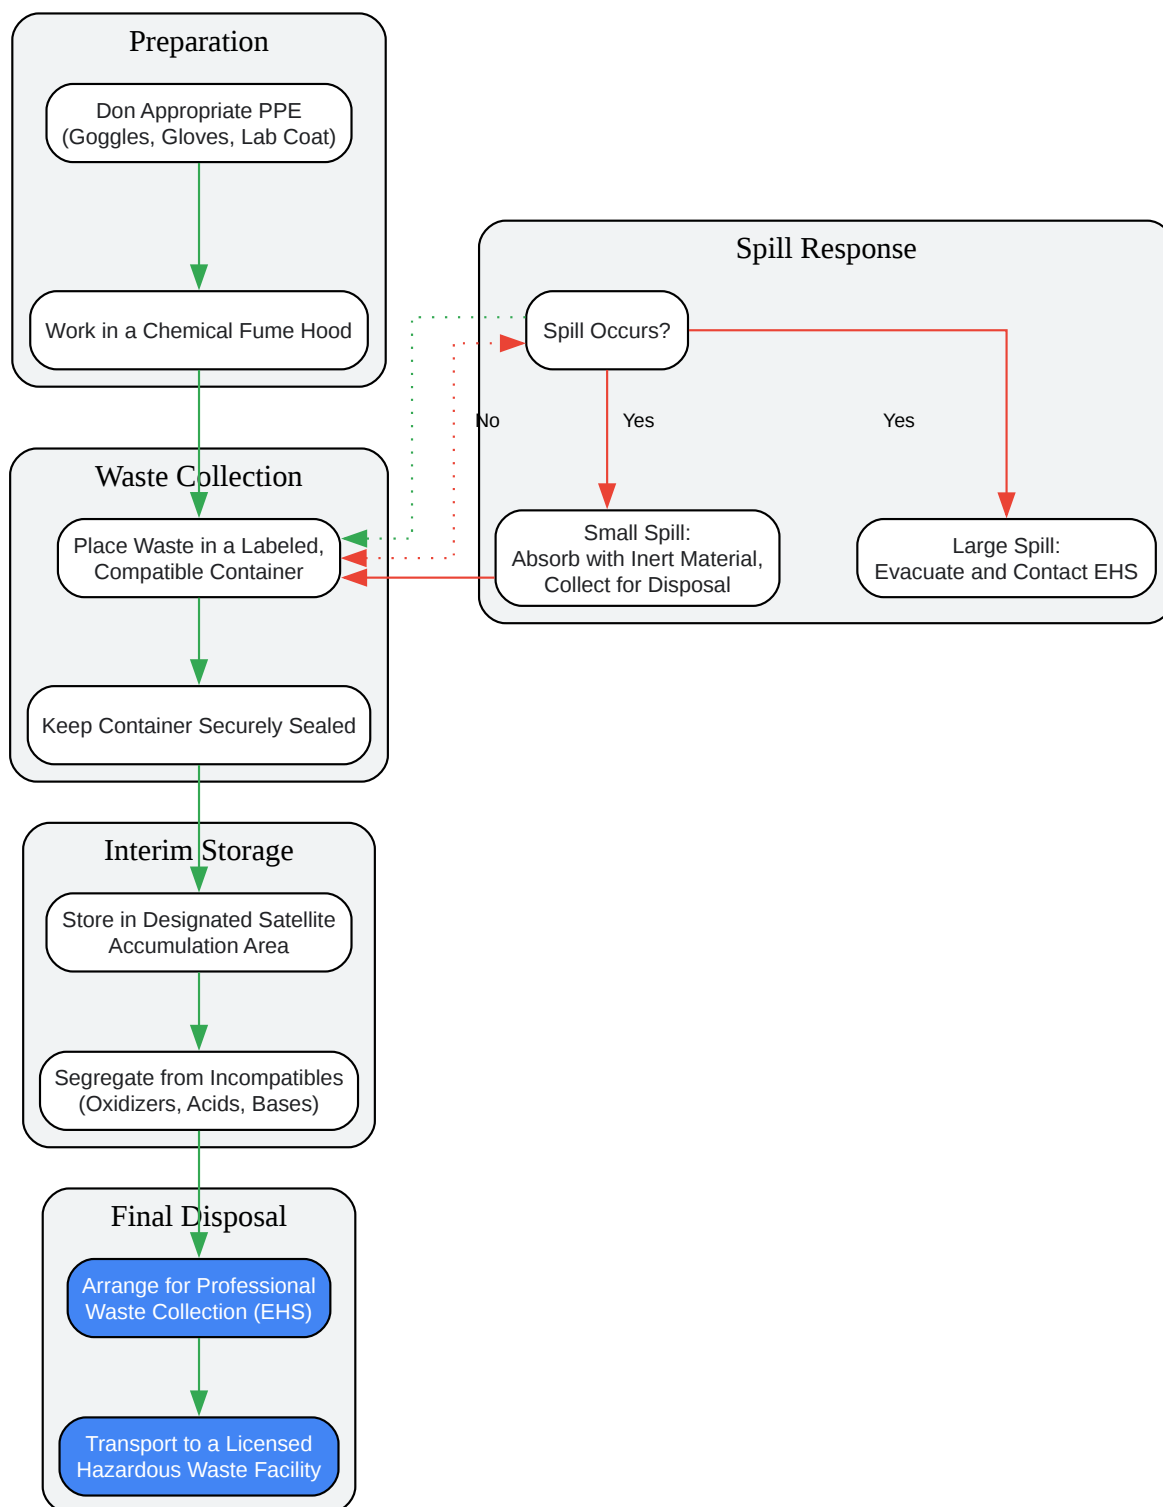 Preparation
Don Appropriate PPE
(Goggles, Gloves, Lab Coat)
Work in a Chemical Fume Hood
Spill Response
Spill Occurs?
No
Yes
Yes
Small Spill:
Absorb with Inert Material,
Collect for Disposal
Large Spill:
Evacuate and Contact EHS
Waste Collection
Place Waste in a Labeled,
Compatible Container
Keep Container Securely Sealed
Interim Storage
Store in Designated Satellite
Accumulation Area
Segregate from Incompatibles
(Oxidizers, Acids, Bases)
Final Disposal
Arrange for Professional
Waste Collection (EHS)
Transport to a Licensed
Hazardous Waste Facility